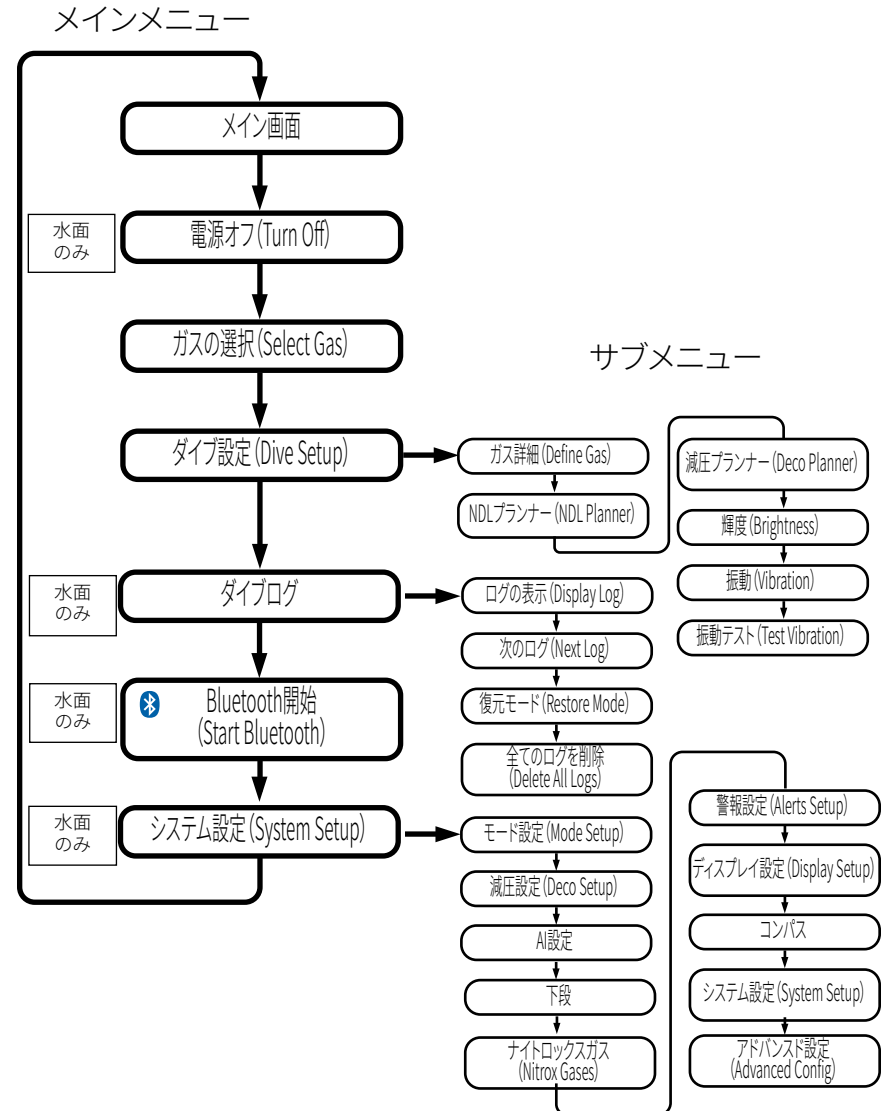 メインメニュー
メイン画面
水面
のみ
電源オフ(Turn Off)
ガスの選択(Select Gas)
サブメニュー
ダイブ設定(Dive Setup)
ガス詳細(Define Gas)
NDLプランナー(NDL Planner)
減圧プランナー(Deco Planner)
輝度(Brightness)
振動(Vibration)
振動テスト(Test Vibration)
水面
のみ
ダイブログ
ログの表示(Display Log)
次のログ(Next Log)
復元モード(Restore Mode)
全てのログを削除
(Delete All Logs)
水面
のみ
Bluetooth開始
(Start Bluetooth)
水面
のみ
システム設定(System Setup)
モード設定(Mode Setup)
減圧設定(Deco Setup)
AI設定
下段
ナイトロックスガス
(Nitrox Gases)
警報設定(Alerts Setup)
ディスプレイ設定(Display Setup)
コンパス
システム設定(System Setup)
アドバンスド設定
(Advanced Config)